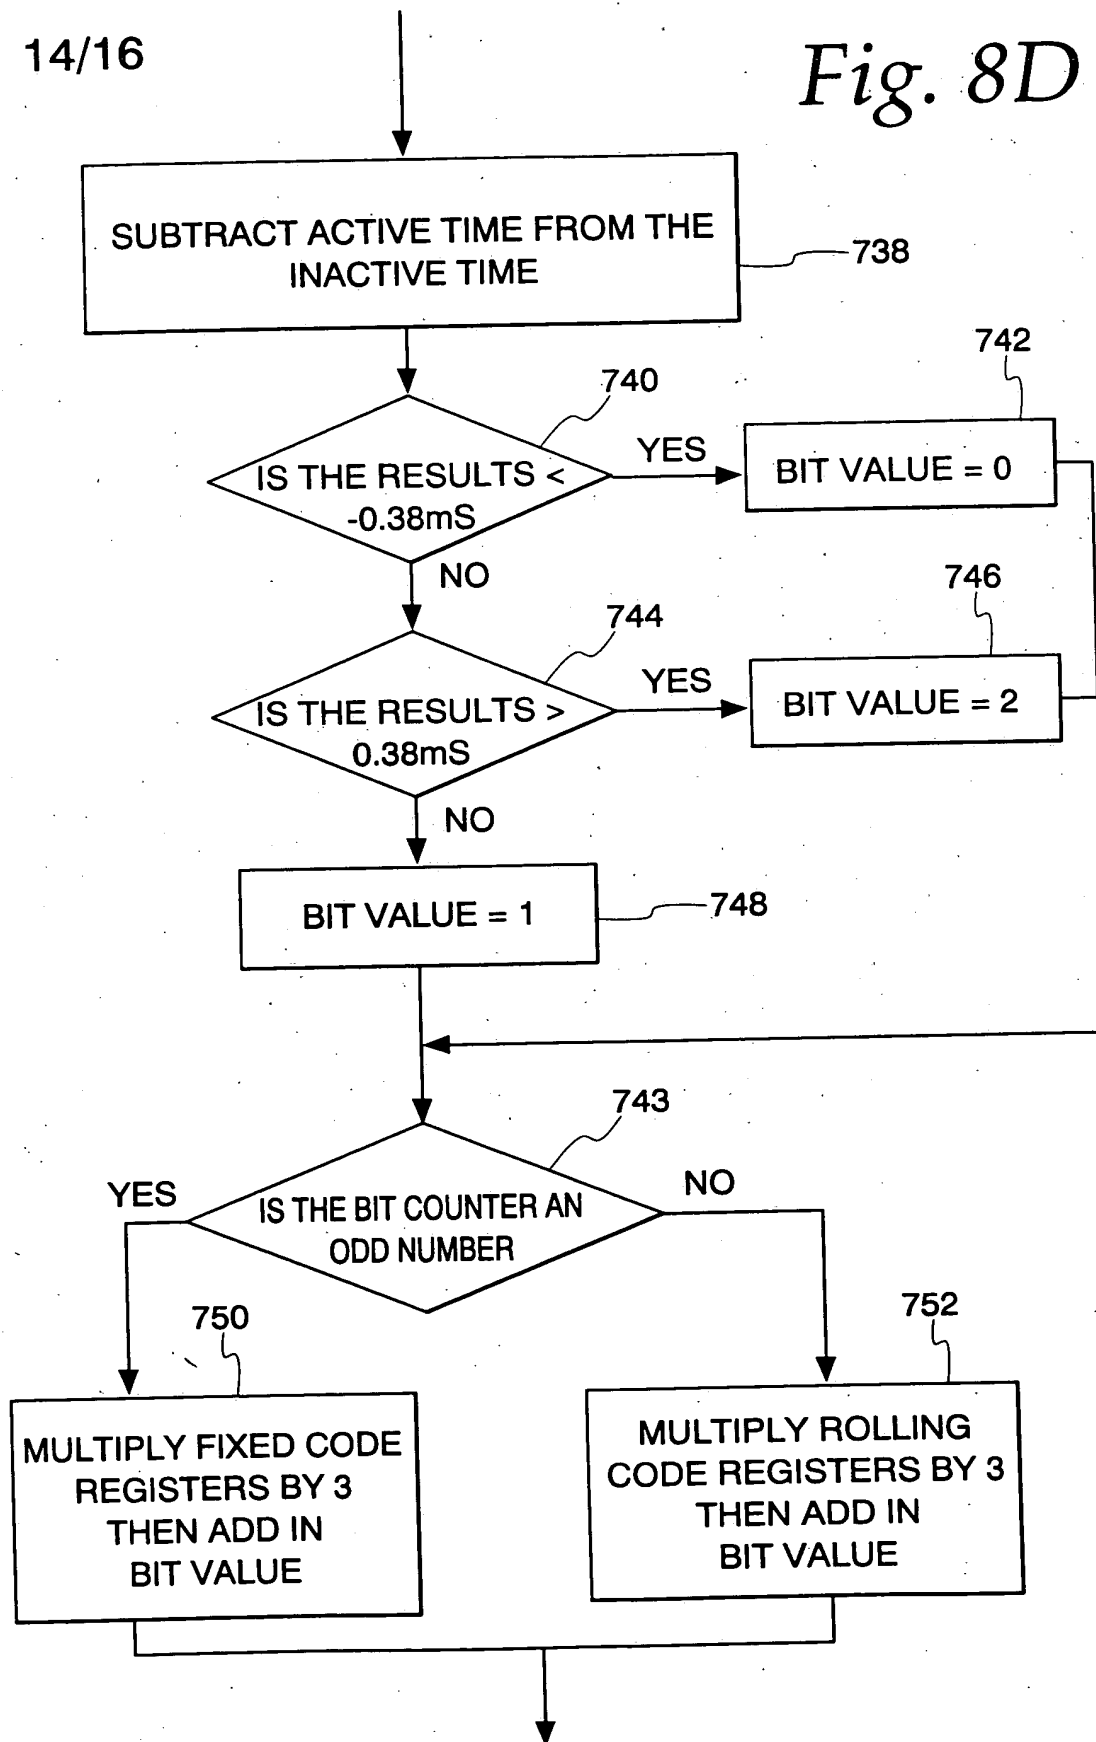 14/16
Fig. 8D
SUBTRACT ACTIVE TIME FROM THE
INACTIVE TIME
738
742
740
IS THE RESULTS <
-0.38mS
YES
BIT VALUE = 0
NO
746
744
IS THE RESULTS >
0.38mS
YES
BIT VALUE = 2
NO
BIT VALUE = 1
748
743
YES
IS THE BIT COUNTER AN
ODD NUMBER
NO
750
752
MULTIPLY FIXED CODE
REGISTERS BY 3
THEN ADD IN
BIT VALUE
MULTIPLY ROLLING
CODE REGISTERS BY 3
THEN ADD IN
BIT VALUE